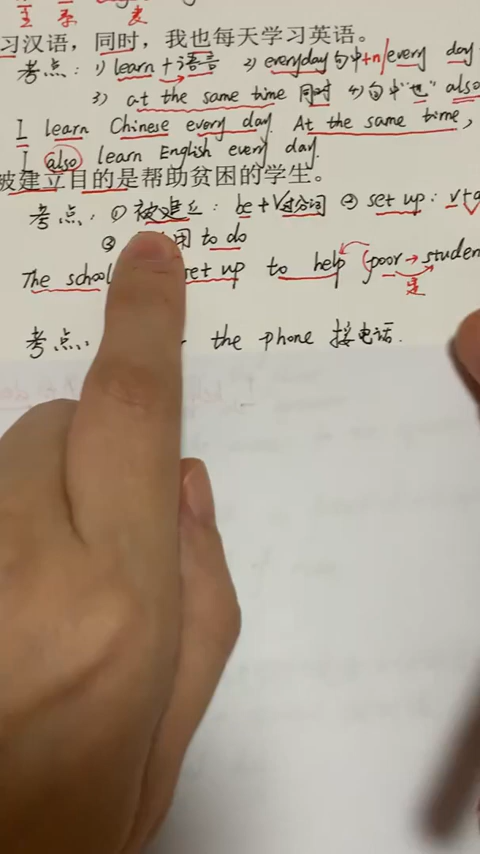 主 系 表
习汉语，同时，我也每天学习英语。
考点：1) learn + 语言 2) everyday 句中+n/every day
3) at the same time 同时 4) 句中"也" also
I learn Chinese every day. At the same time,
I also learn English every day.
被建立目的是帮助贫困的学生。
考点：① 被建立：be + V过分词 ② set up: v+a
③ 用 to do
The school set up to help (poor → studen
是
考点: the phone 接电话.